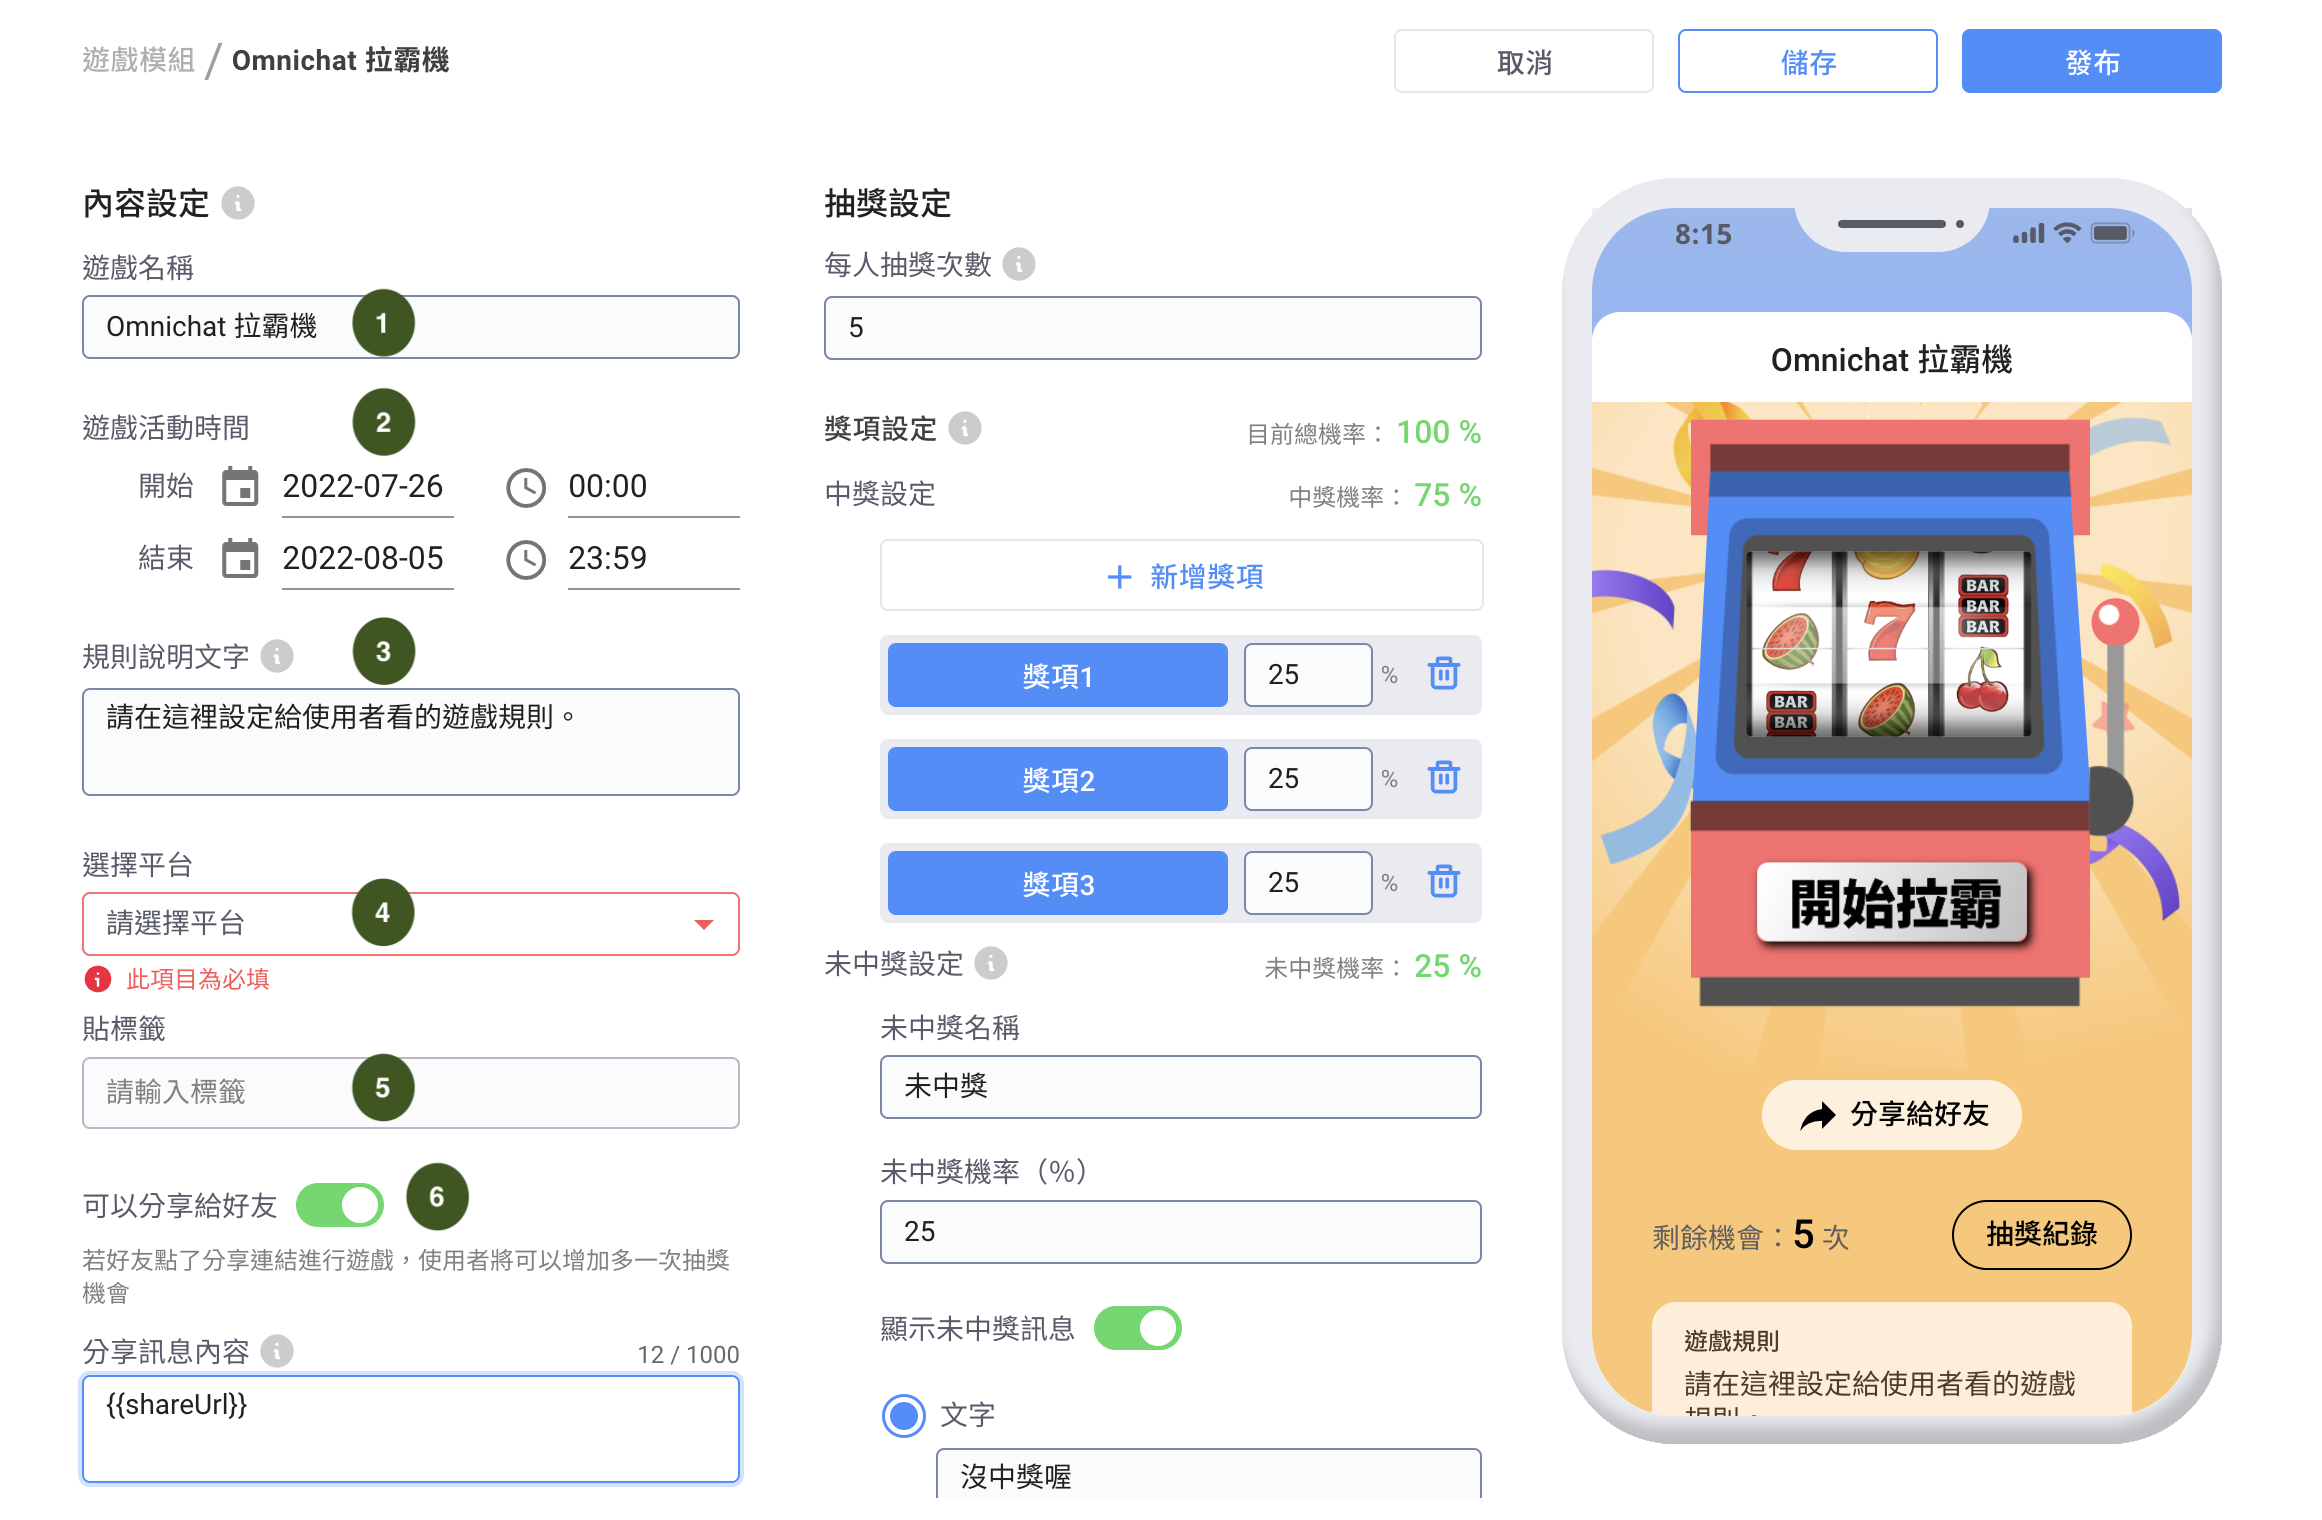 遊戲模組 / Omnichat 拉霸機
取消
儲存
發布
內容設定
遊戲名稱
Omnichat 拉霸機
1
遊戲活動時間
2
開始 2022-07-26 00:00
結束 2022-08-05 23:59
規則說明文字
3
請在這裡設定給使用者看的遊戲規則。
選擇平台
請選擇平台
4
此項目為必填
貼標籤
請輸入標籤
5
可以分享給好友
6
若好友點了分享連結進行遊戲，使用者將可以增加多一次抽獎
機會
分享訊息內容
12 / 1000
{{shareUrl}}
抽獎設定
每人抽獎次數
5
獎項設定
目前總機率： 100 %
中獎設定
中獎機率： 75 %
＋ 新增獎項
獎項1 25 %
獎項2 25 %
獎項3 25 %
未中獎設定
未中獎機率： 25 %
未中獎名稱
未中獎
未中獎機率（%）
25
顯示未中獎訊息
文字
沒中獎喔
8:15
Omnichat 拉霸機
7
BAR
BAR
BAR
7
BAR
BAR
開始拉霸
分享給好友
剩餘機會：5 次
抽獎紀錄
遊戲規則
請在這裡設定給使用者看的遊戲
規則。